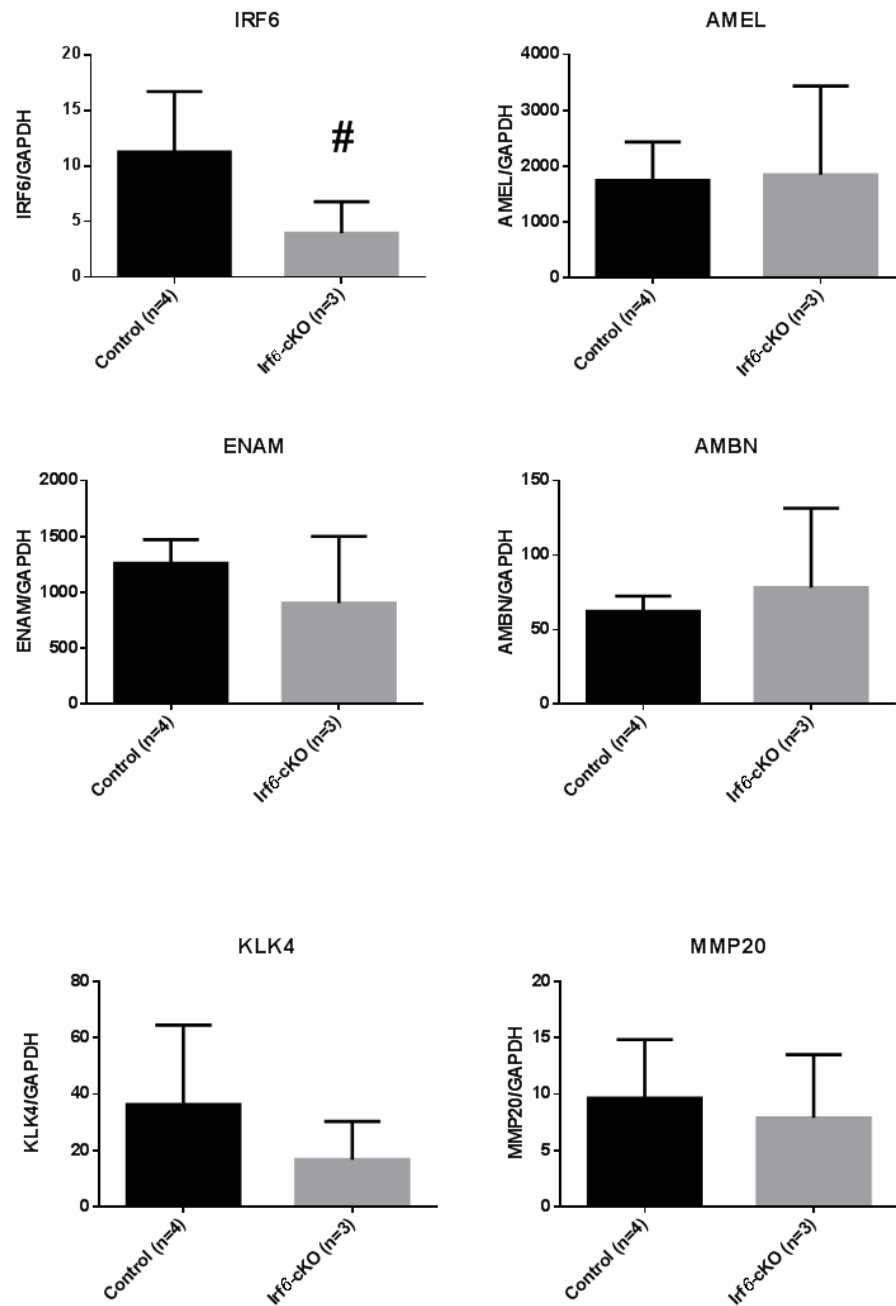 IRF6
IRF6/GAPDH
20
15
10
5
0
#
Control (n=4)
Irf6-cKO (n=3)
AMEL
AMEL/GAPDH
4000
3000
2000
1000
0
Control (n=4)
Irf6-cKO (n=3)
ENAM
ENAM/GAPDH
2000
1500
1000
500
0
Control (n=4)
Irf6-cKO (n=3)
AMBN
AMBN/GAPDH
150
100
50
0
Control (n=4)
Irf6-cKO (n=3)
KLK4
KLK4/GAPDH
80
60
40
20
0
Control (n=4)
Irf6-cKO (n=3)
MMP20
MMP20/GAPDH
20
15
10
5
0
Control (n=4)
Irf6-cKO (n=3)